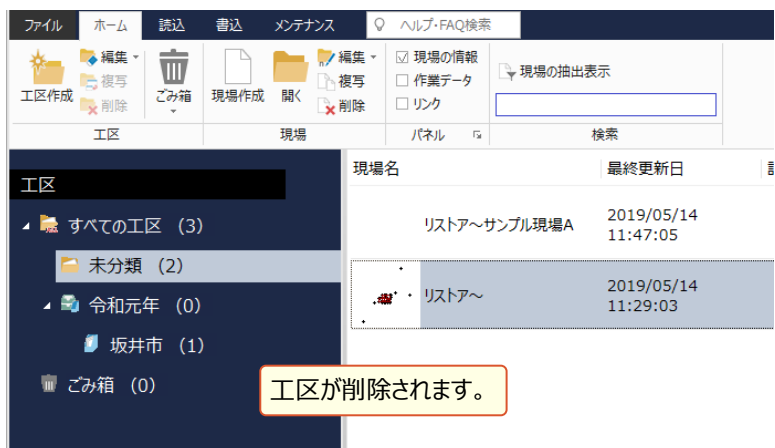 ファイル ホーム 読込 書込 メンテナンス ヘルプ・FAQ検索
工区作成 編集 複写 削除 ごみ箱
工区
現場作成 開く 編集 複写 削除
現場
現場の情報
作業データ
リンク
パネル
現場の抽出表示
検索
工区
すべての工区 (3)
未分類 (2)
令和元年 (0)
坂井市 (1)
ごみ箱 (0)
現場名 最終更新日
リストア～サンプル現場A 2019/05/14
11:47:05
リストア～ 2019/05/14
11:29:03
工区が削除されます。